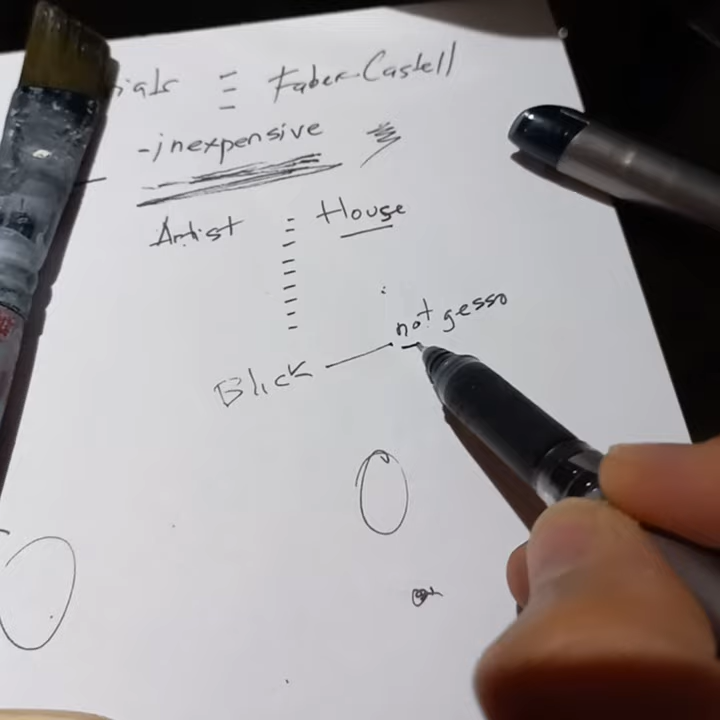 Faber-Castell
-inexpensive
Artist House
not gesso
Blick